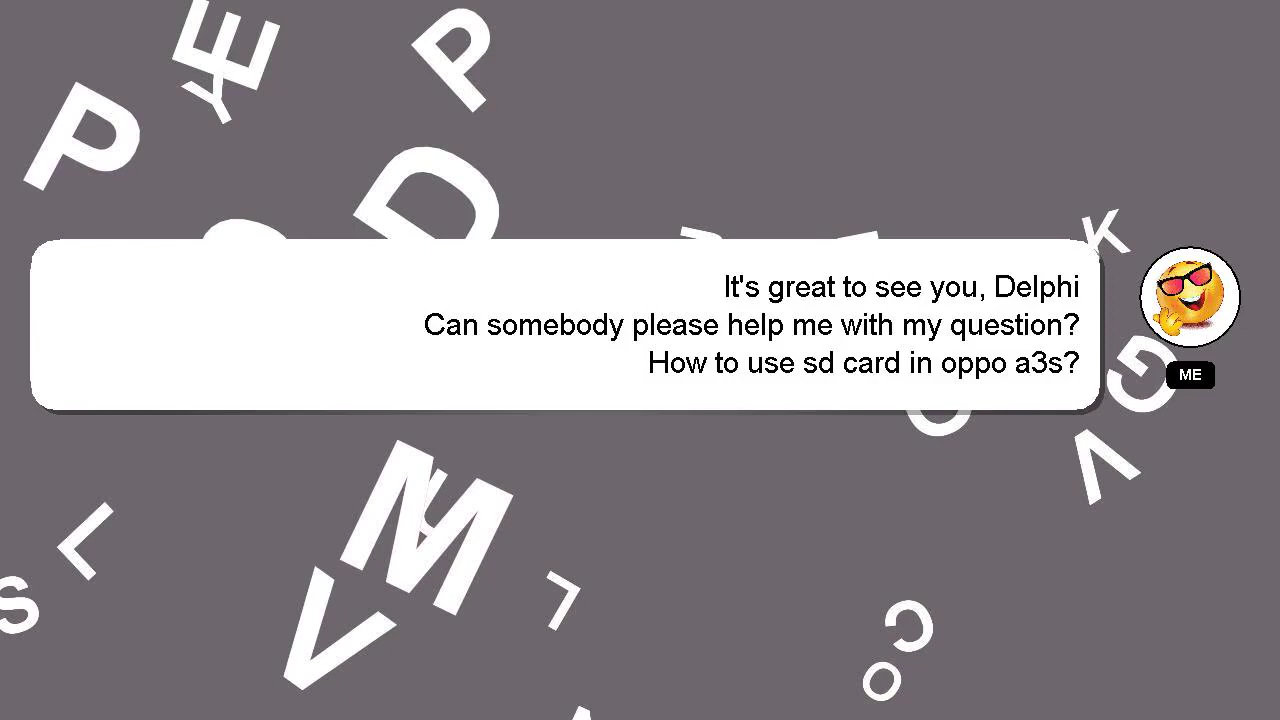 It's great to see you, Delphi
Can somebody please help me with my question?
How to use sd card in oppo a3s?
ME
P
E
Y
P
D
K
G
V
M
V
L
S
L
C
O